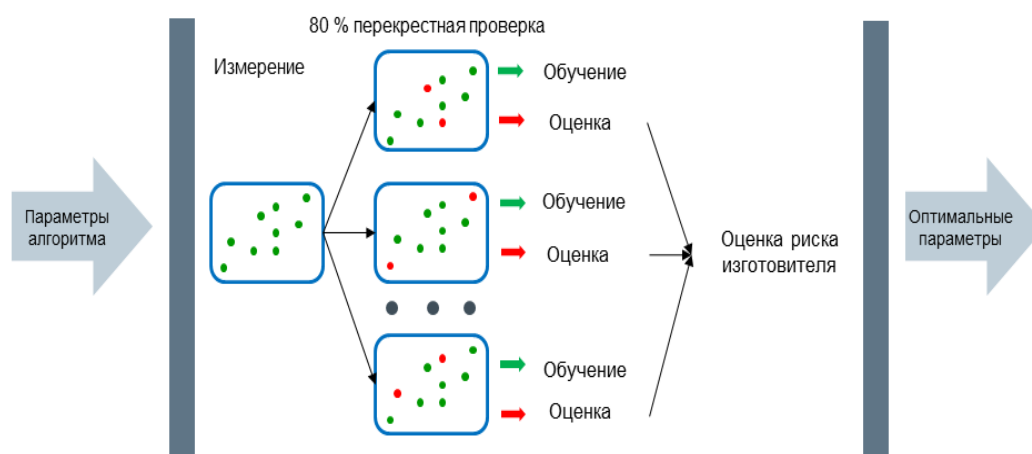 80 % перекрестная проверка
Измерение
Обучение
Оценка
Обучение
Оценка
Обучение
Оценка
Параметры
алгоритма
Оценка риска
изготовителя
Оптимальные
параметры